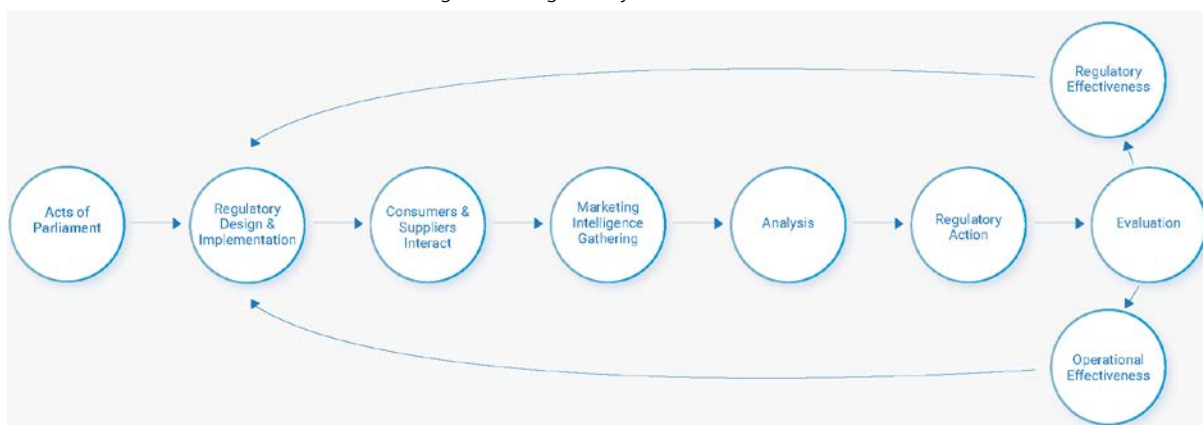 Regulatory
Effectiveness
Acts of
Parliament
Regulatory
Design &
Implementation
Consumers &
Suppliers
Interact
Marketing
Intelligence
Gathering
Analysis
Regulatory
Action
Evaluation
Operational
Effectiveness